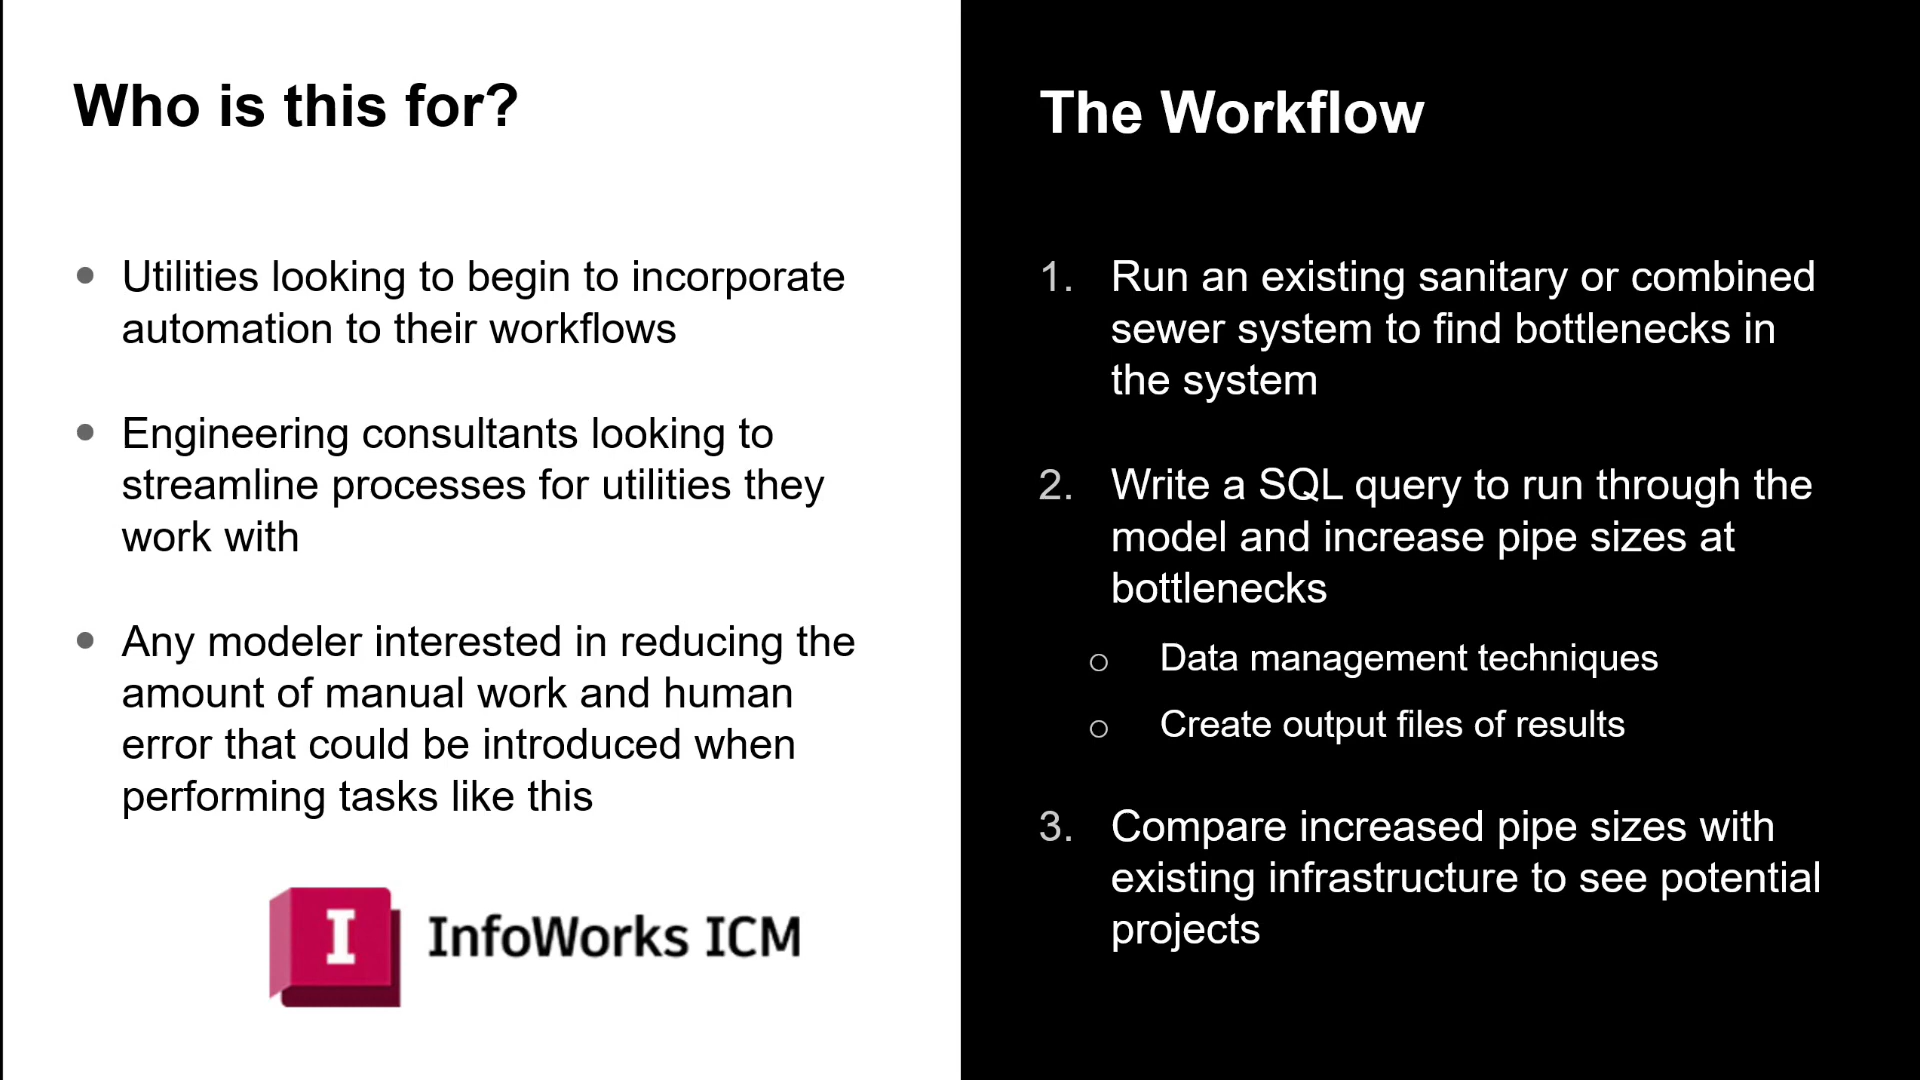 Who is this for?
• Utilities looking to begin to incorporate
automation to their workflows
• Engineering consultants looking to
streamline processes for utilities they
work with
• Any modeler interested in reducing the
amount of manual work and human
error that could be introduced when
performing tasks like this
I InfoWorks ICM
The Workflow
1. Run an existing sanitary or combined
sewer system to find bottlenecks in
the system
2. Write a SQL query to run through the
model and increase pipe sizes at
bottlenecks
○ Data management techniques
○ Create output files of results
3. Compare increased pipe sizes with
existing infrastructure to see potential
projects